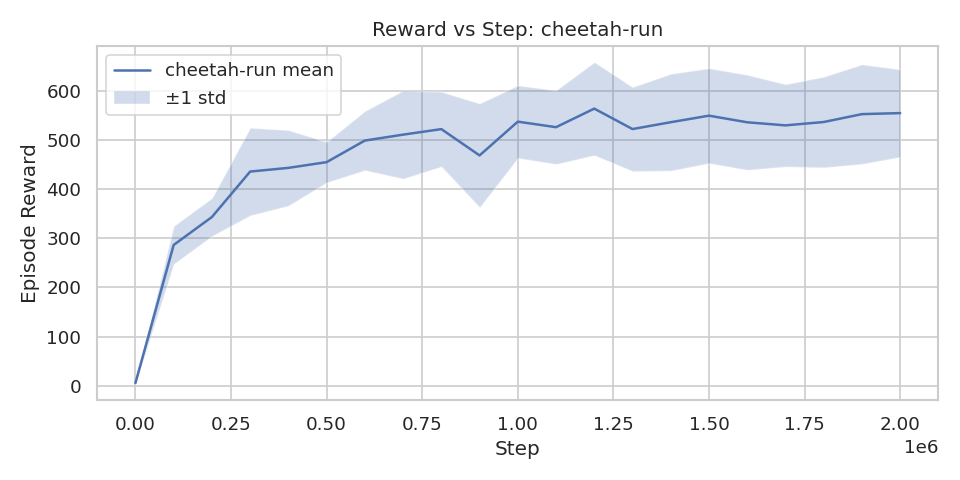 Reward vs Step: cheetah-run
cheetah-run mean
±1 std
Episode Reward
600
500
400
300
200
100
0
0.00 0.25 0.50 0.75 1.00 1.25 1.50 1.75 2.00
1e6
Step